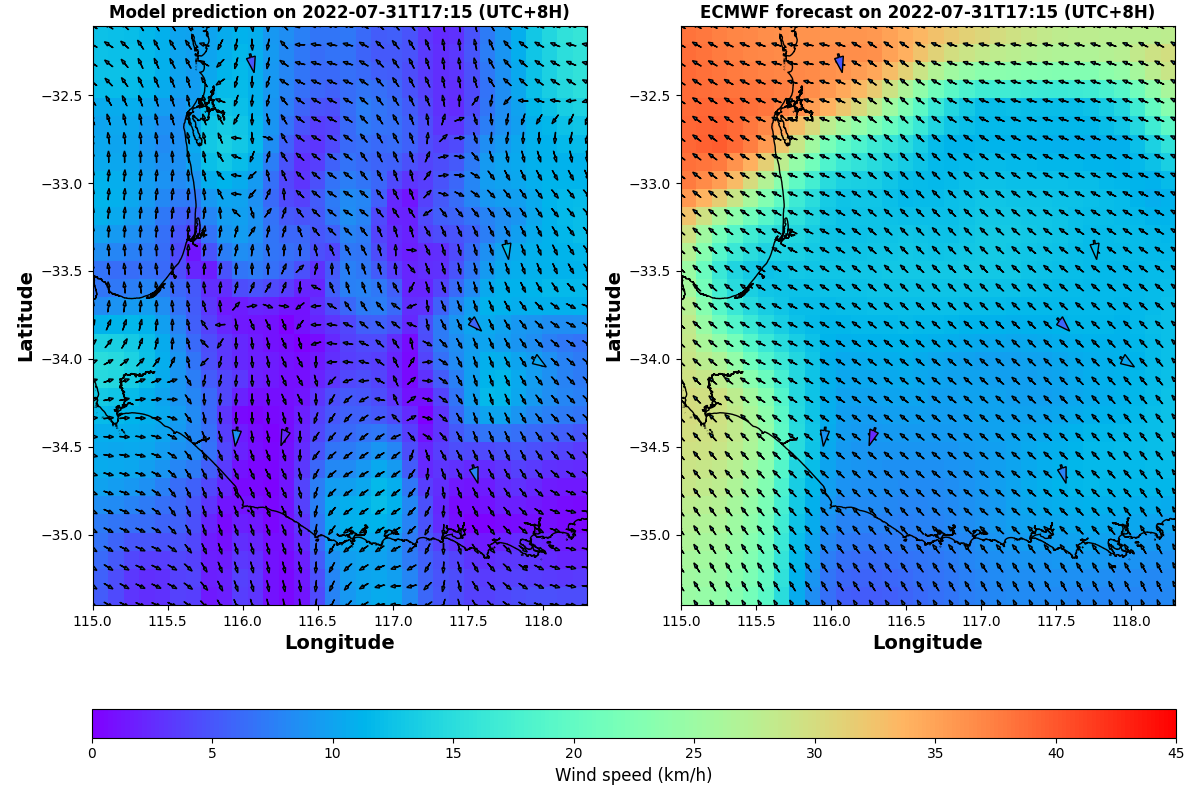 Model prediction on 2022-07-31T17:15 (UTC+8H)
ECMWF forecast on 2022-07-31T17:15 (UTC+8H)
Latitude
−32.5
−33.0
−33.5
−34.0
−34.5
−35.0
115.0 115.5 116.0 116.5 117.0 117.5 118.0
Longitude
Latitude
−32.5
−33.0
−33.5
−34.0
−34.5
−35.0
115.0 115.5 116.0 116.5 117.0 117.5 118.0
Longitude
0 5 10 15 20 25 30 35 40 45
Wind speed (km/h)